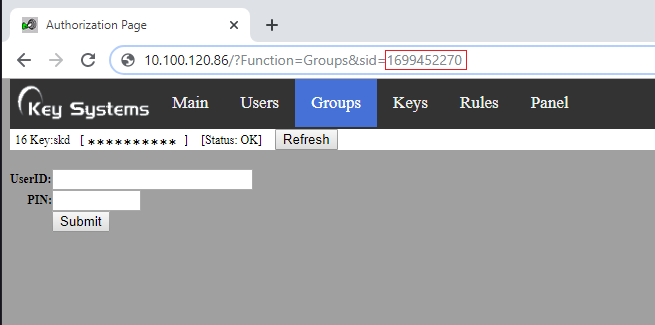 Authorization Page
10.100.120.86/?Function=Groups&sid=1699452270
Key Systems Main Users Groups Keys Rules Panel
16 Key:skd [ ********** ] [Status: OK] Refresh
UserID:
PIN:
Submit